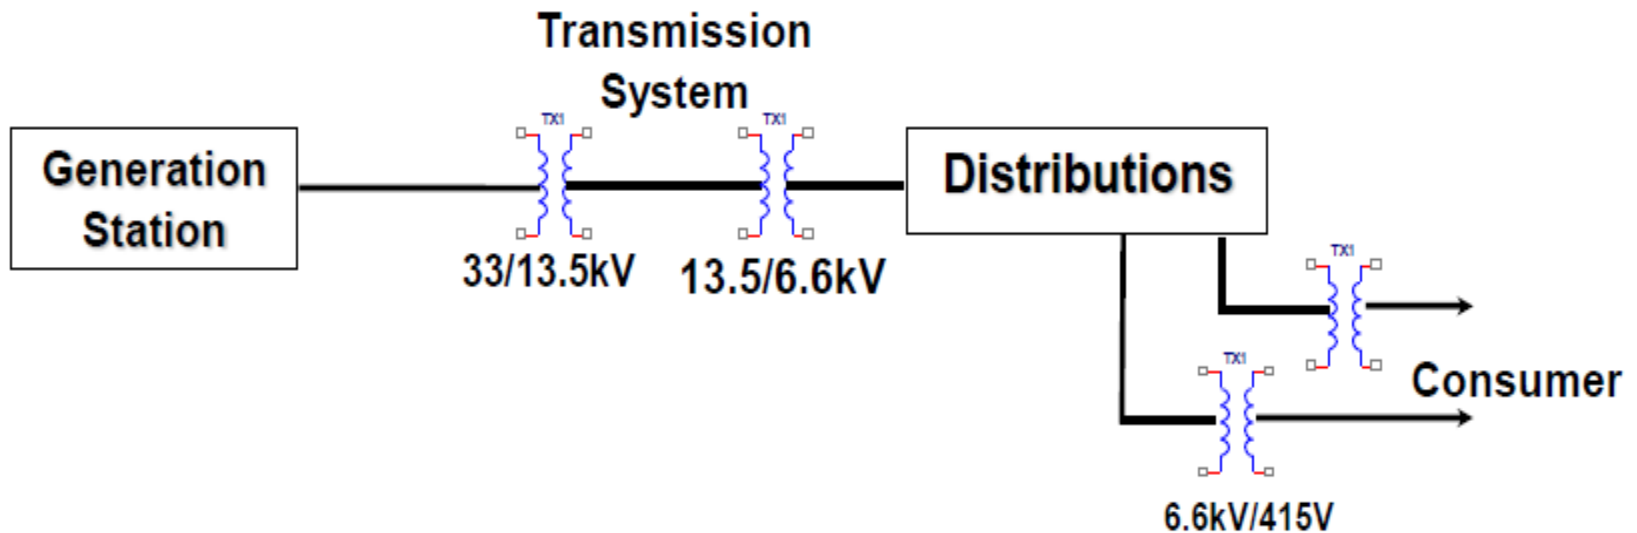 Transmission
System
TX1
TX1
Generation
Station
Distributions
33/13.5kV
13.5/6.6kV
TX1
TX1
Consumer
6.6kV/415V